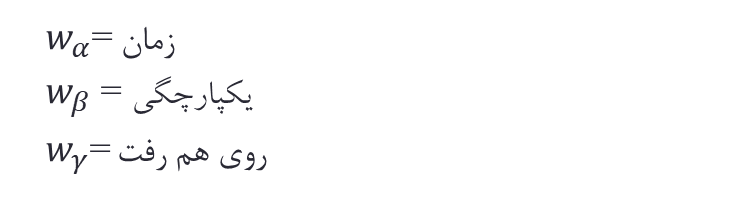 w_α = زمان
w_β = یکپارچگی
w_γ = روی هم رفت